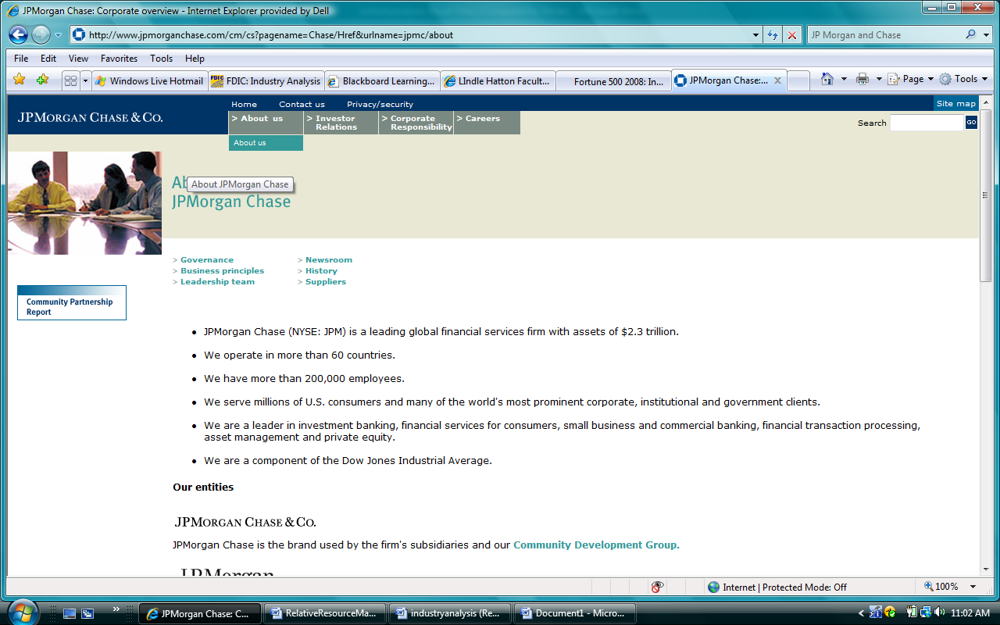 JPMorgan Chase: Corporate overview - Internet Explorer provided by Dell
http://www.jpmorganchase.com/cm/cs?pagename=Chase/Href&urlname=jpmc/about
JP Morgan and Chase
File Edit View Favorites Tools Help
Windows Live Hotmail
FDIC FDIC: Industry Analysis
Blackboard Learning...
LIndle Hatton Facult...
Fortune 500 2008: In...
JPMorgan Chase:...
Page
Tools
Home Contact us Privacy/security
Site map
JPMORGAN CHASE & CO.
> About us
> Investor Relations
> Corporate Responsibility
> Careers
Search
GO
About us
About JPMorgan Chase
Ab
JPMorgan Chase
> Governance
> Business principles
> Leadership team
> Newsroom
> History
> Suppliers
Community Partnership
Report
• JPMorgan Chase (NYSE: JPM) is a leading global financial services firm with assets of $2.3 trillion.
• We operate in more than 60 countries.
• We have more than 200,000 employees.
• We serve millions of U.S. consumers and many of the world's most prominent corporate, institutional and government clients.
• We are a leader in investment banking, financial services for consumers, small business and commercial banking, financial transaction processing,
asset management and private equity.
• We are a component of the Dow Jones Industrial Average.
Our entities
JPMORGAN CHASE & CO.
JPMorgan Chase is the brand used by the firm's subsidiaries and our Community Development Group.
JPMorgan
Internet | Protected Mode: Off
100%
JPMorgan Chase: C...
RelativeResourceMa...
industryanalysis (Re...
Document1 - Micro...
11:02 AM